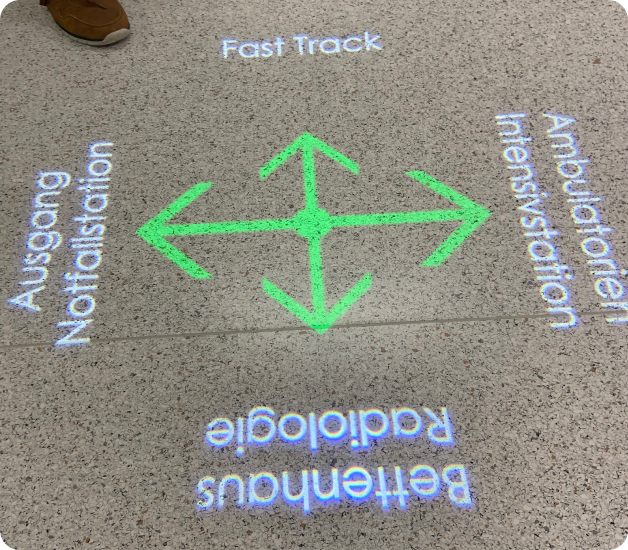 Fast Track
Ausgang
Notfallstation
Ambulatorien
Intensivstation
Bettenhaus
Radiologie